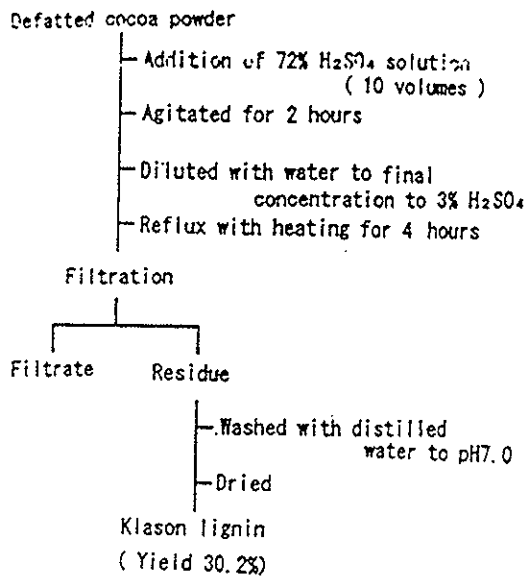 Defatted cocoa powder
Addition of 72% H₂SO₄ solution
( 10 volumes )
Agitated for 2 hours
Diluted with water to final
concentration to 3% H₂SO₄
Reflux with heating for 4 hours
Filtration
Filtrate
Residue
.Washed with distilled
water to pH7.0
Dried
Klason lignin
( Yield 30.2%)